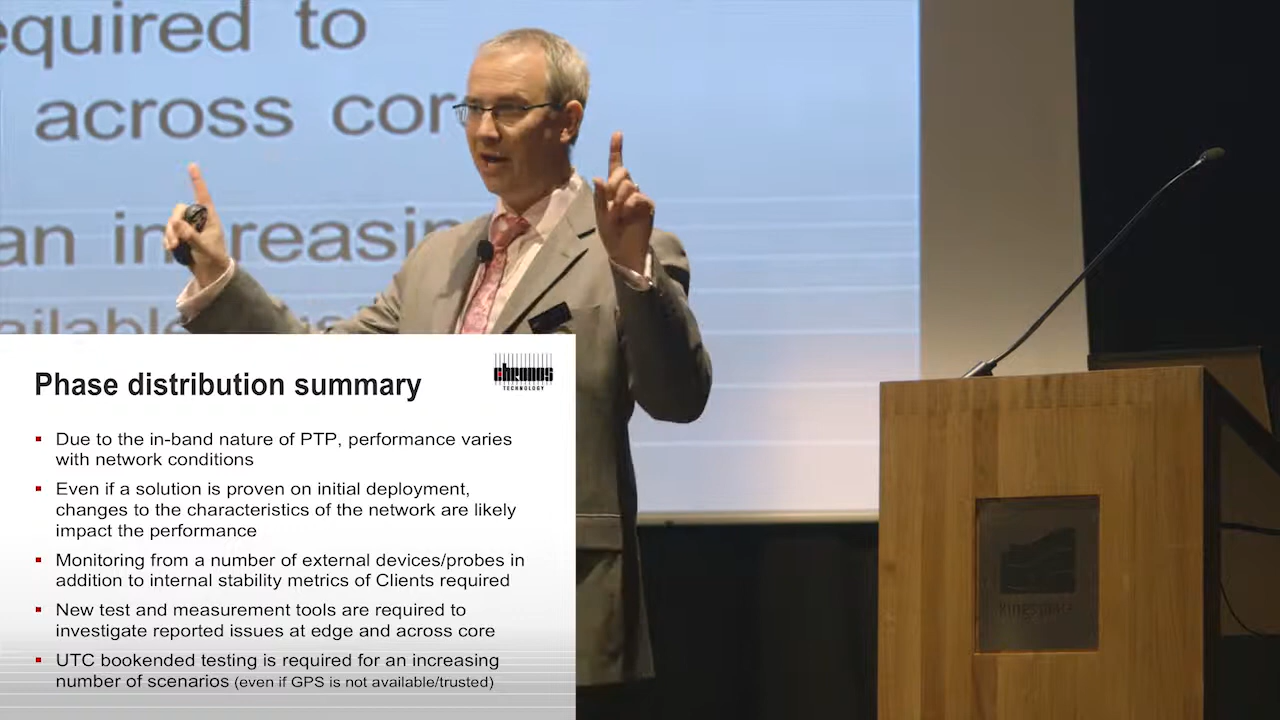 equired to
across cor
an increasing
ailable
Phase distribution summary
chronos
TECHNOLOGY
Due to the in-band nature of PTP, performance varies
with network conditions
Even if a solution is proven on initial deployment,
changes to the characteristics of the network are likely
impact the performance
Monitoring from a number of external devices/probes in
addition to internal stability metrics of Clients required
New test and measurement tools are required to
investigate reported issues at edge and across core
UTC bookended testing is required for an increasing
number of scenarios (even if GPS is not available/trusted)